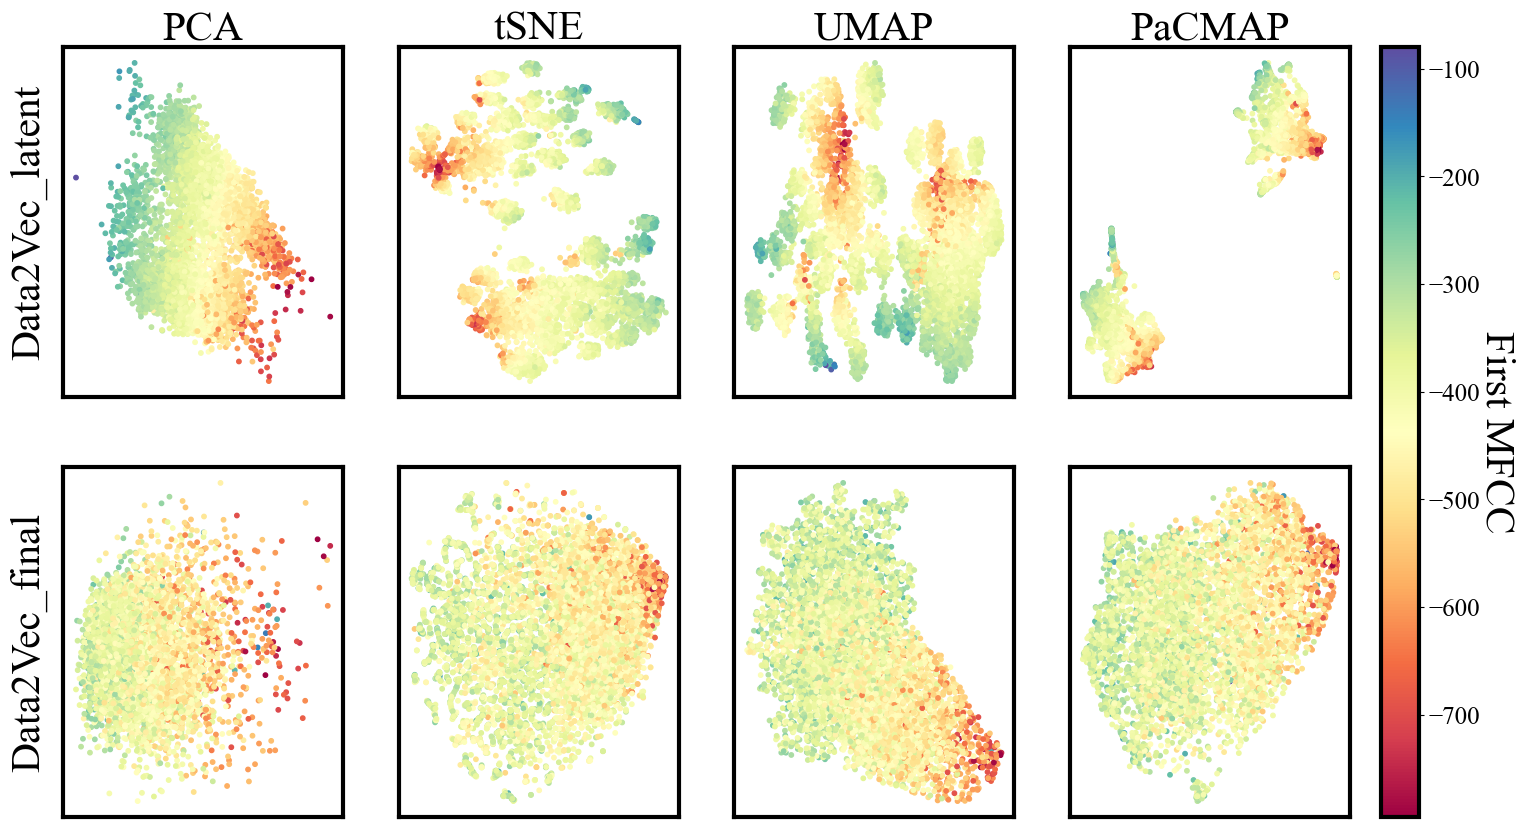 PCA
tSNE
UMAP
PaCMAP
Data2Vec_latent
Data2Vec_final
−100
−200
−300
−400
−500
−600
−700
First MFCC